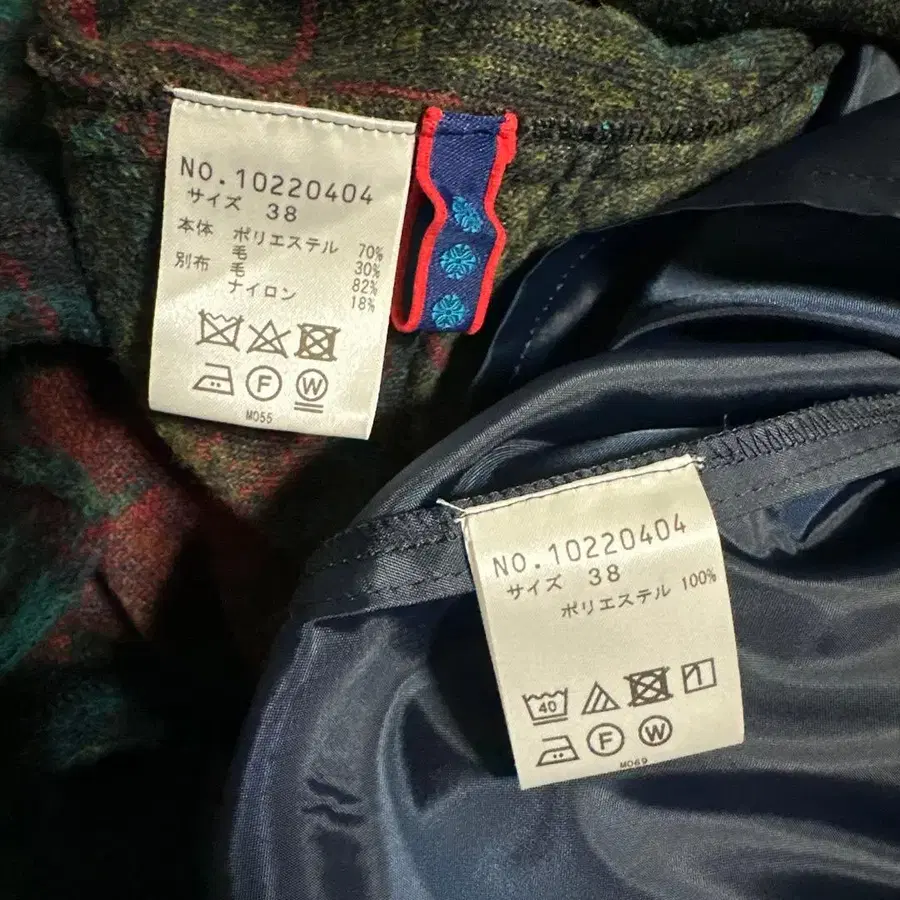 NO.10220404
サイズ 38
本体 ポリエステル 70%
毛 30%
別布 毛 82%
ナイロン 18%
F W
M055
NO.10220404
サイズ 38
ポリエステル 100%
40
F W
M069